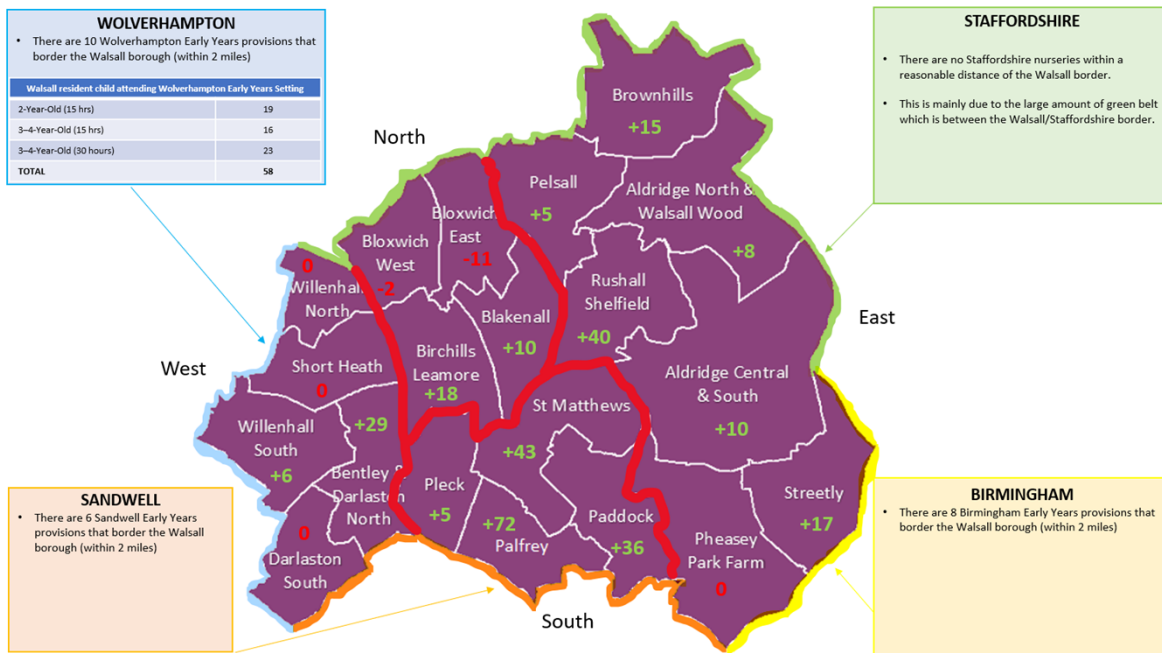 WOLVERHAMPTON
• There are 10 Wolverhampton Early Years provisions that
border the Walsall borough (within 2 miles)
Walsall resident child attending Wolverhampton Early Years Setting
2-Year-Old (15 hrs) 19
3–4-Year-Old (15 hrs) 16
3–4-Year-Old (30 hours) 23
TOTAL 58
STAFFORDSHIRE
• There are no Staffordshire nurseries within a
reasonable distance of the Walsall border.
• This is mainly due to the large amount of green belt
which is between the Walsall/Staffordshire border.
North
Brownhills
+15
Pelsall
+5
Aldridge North &
Walsall Wood
+8
Bloxwich
East
-11
Bloxwich
West
-2
0
Willenhall
North
Rushall
Shelfield
+40
Blakenall
+10
East
West
Short Heath
0
Birchills
Leamore
+18
Aldridge Central
& South
+10
St Matthews
+43
Willenhall
South
+6
+29
Bentley &
Darlaston
North
Pleck
+5
+72
Palfrey
Paddock
+36
Streetly
+17
Pheasey
Park Farm
0
0
Darlaston
South
South
SANDWELL
• There are 6 Sandwell Early Years
provisions that border the Walsall
borough (within 2 miles)
BIRMINGHAM
• There are 8 Birmingham Early Years provisions that
border the Walsall borough (within 2 miles)